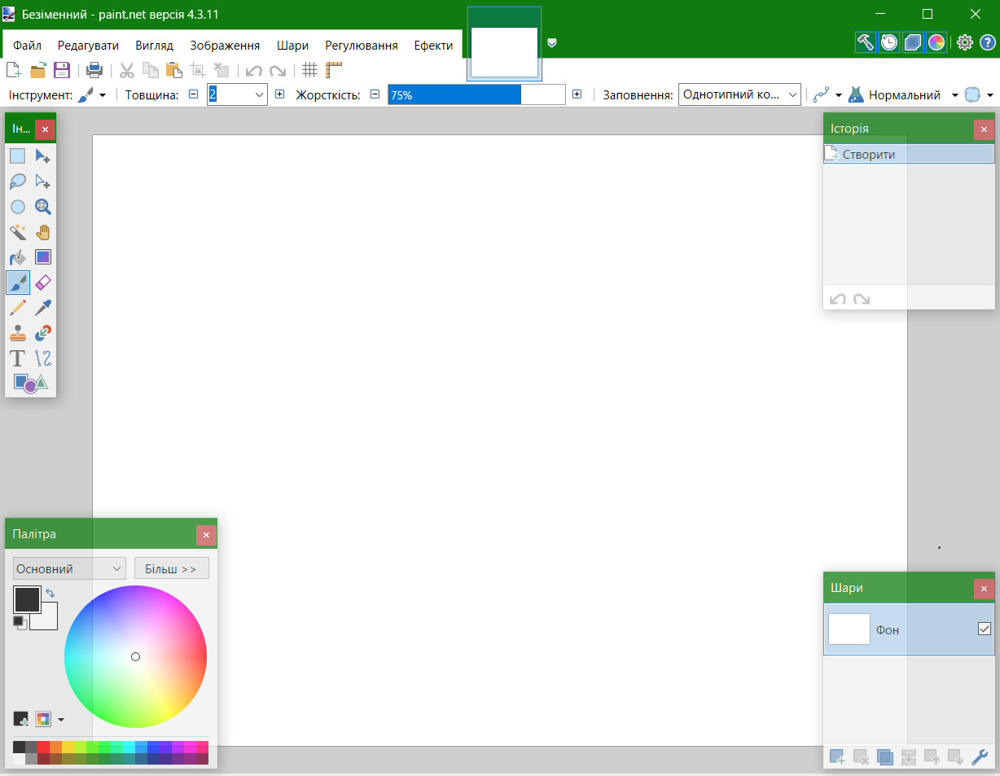 Безіменний - paint.net версія 4.3.11
Файл Редагувати Вигляд Зображення Шари Регулювання Ефекти
Інструмент: Товщина: 2 Жорсткість: 75% Заповнення: Однотипний ко... Нормальний
Ін...
Історія
Створити
Палітра
Основний Більш >>
Шари
Фон